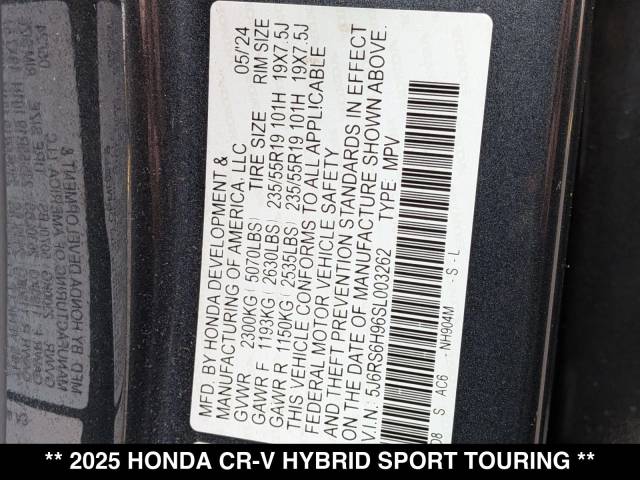 MFD. BY HONDA DEVELOPMENT &
MANUFACTURING OF AMERICA, LLC 05/'24
GVWR 2300KG 5070LBS TIRE SIZE RIM SIZE
GAWR F 1193KG 2630LBS 235/55R19 101H 19X7.5J
GAWR R 1150KG 2535LBS 235/55R19 101H 19X7.5J
THIS VEHICLE CONFORMS TO ALL APPLICABLE
FEDERAL MOTOR VEHICLE SAFETY
AND THEFT PREVENTION STANDARDS IN EFFECT
ON THE DATE OF MANUFACTURE SHOWN ABOVE.
V.I.N: 5J6RS6H96SL003262 TYPE MPV
S AC6 NH904M - S - L
** 2025 HONDA CR-V HYBRID SPORT TOURING **